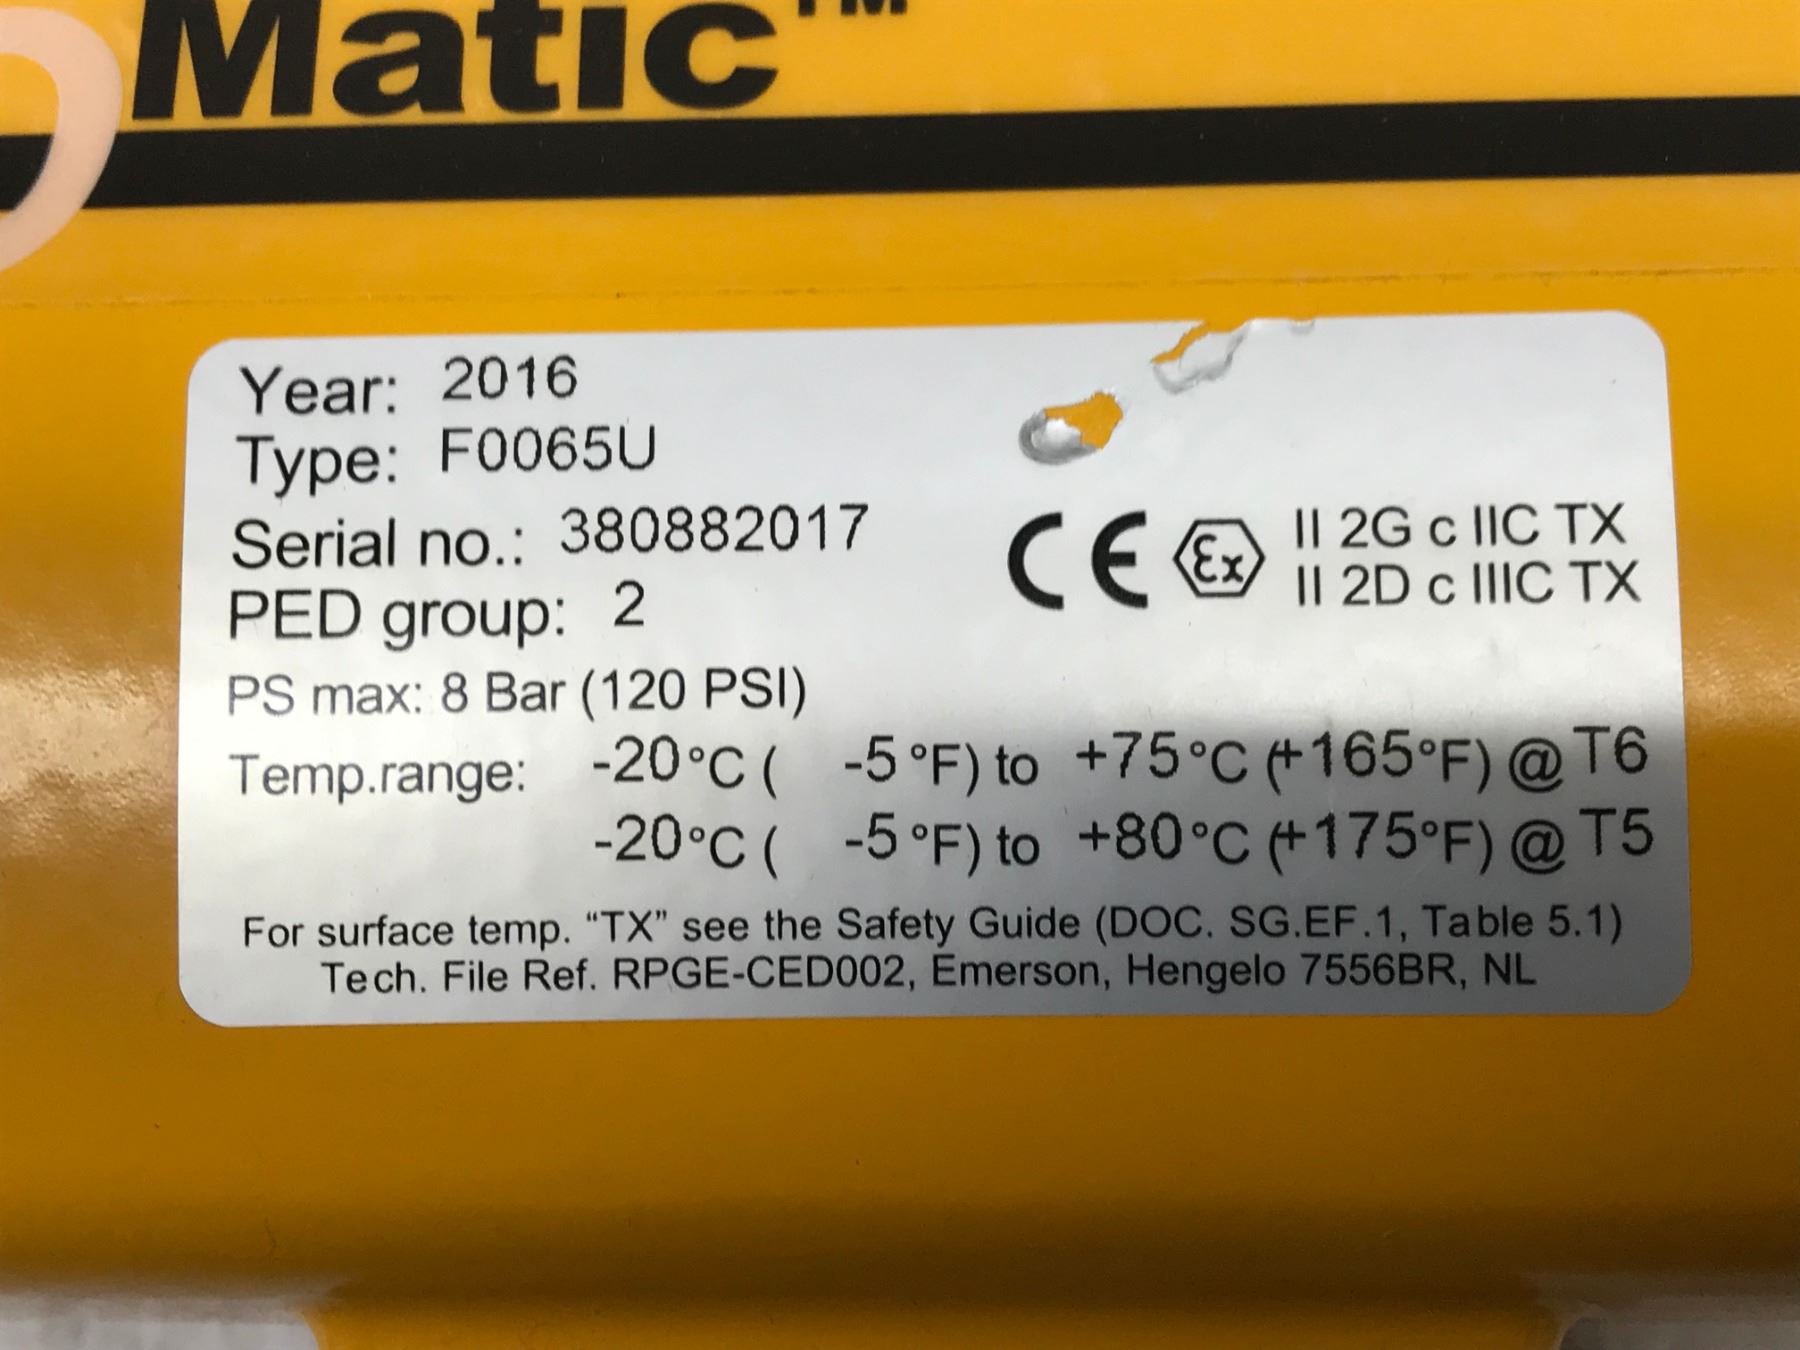 Matic™
Year: 2016
Type: F0065U
Serial no.: 380882017
PED group: 2
PS max: 8 Bar (120 PSI)
CE Ex II 2G c IIC TX
II 2D c IIIC TX
Temp.range: -20°C ( -5°F) to +75°C (+165°F) @ T6
-20°C ( -5°F) to +80°C (+175°F) @ T5
For surface temp. “TX” see the Safety Guide (DOC. SG.EF.1, Table 5.1)
Tech. File Ref. RPGE-CED002, Emerson, Hengelo 7556BR, NL